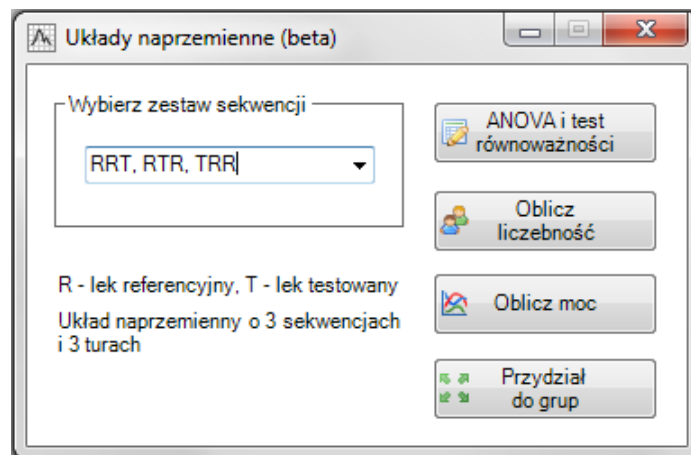 Układy naprzemienne (beta)
Wybierz zestaw sekwencji
RRT, RTR, TRR
R - lek referencyjny, T - lek testowany
Układ naprzemienny o 3 sekwencjach
i 3 turach
ANOVA i test
równoważności
Oblicz
liczebność
Oblicz moc
Przydział
do grup